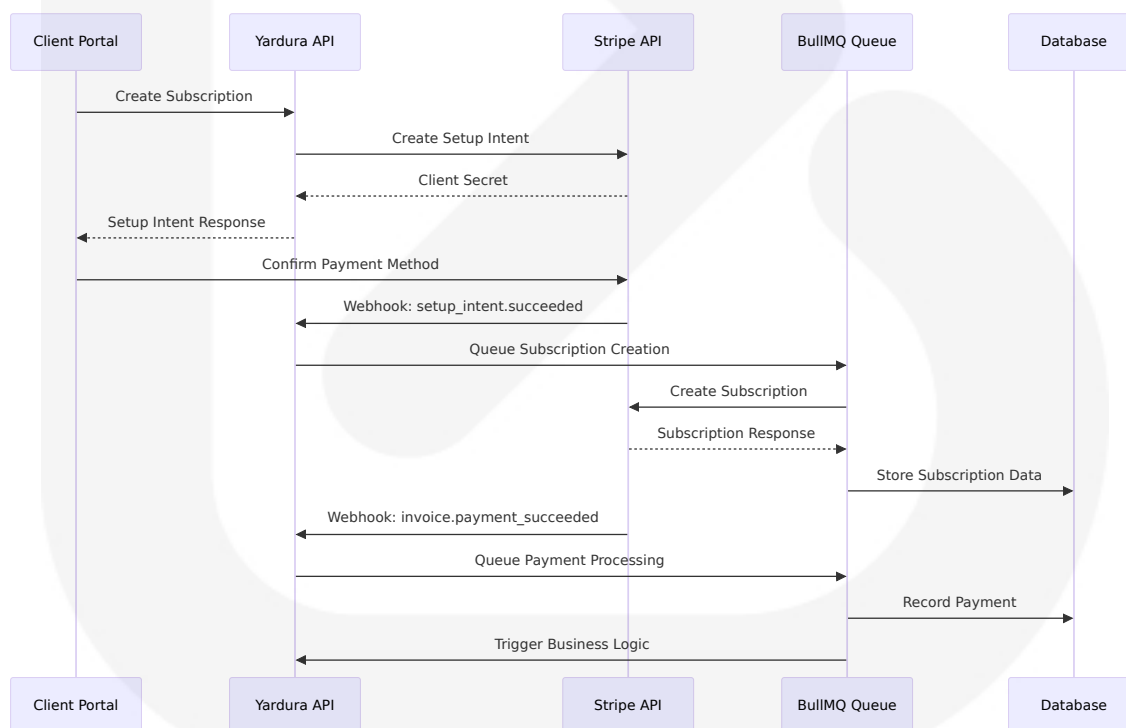 Client Portal
Yardura API
Stripe API
BullMQ Queue
Database
Create Subscription
Create Setup Intent
Client Secret
Setup Intent Response
Confirm Payment Method
Webhook: setup_intent.succeeded
Queue Subscription Creation
Create Subscription
Subscription Response
Store Subscription Data
Webhook: invoice.payment_succeeded
Queue Payment Processing
Record Payment
Trigger Business Logic
Client Portal
Yardura API
Stripe API
BullMQ Queue
Database